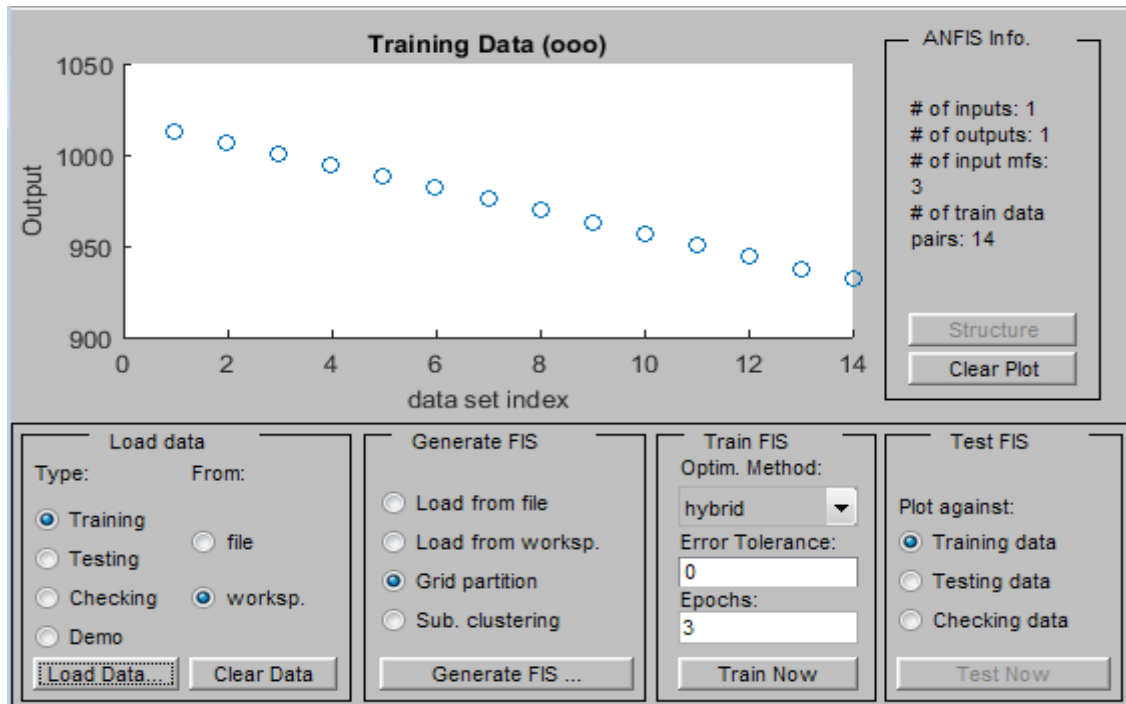 Training Data (ooo)
1050
1000
950
900
Output
0 2 4 6 8 10 12 14
data set index
ANFIS Info.
# of inputs: 1
# of outputs: 1
# of input mfs:
3
# of train data
pairs: 14
Structure
Clear Plot
Load data
Type:
From:
Training
Testing
Checking
Demo
file
worksp.
Load Data...
Clear Data
Generate FIS
Load from file
Load from worksp.
Grid partition
Sub. clustering
Generate FIS ...
Train FIS
Optim. Method:
hybrid
Error Tolerance:
0
Epochs:
3
Train Now
Test FIS
Plot against:
Training data
Testing data
Checking data
Test Now